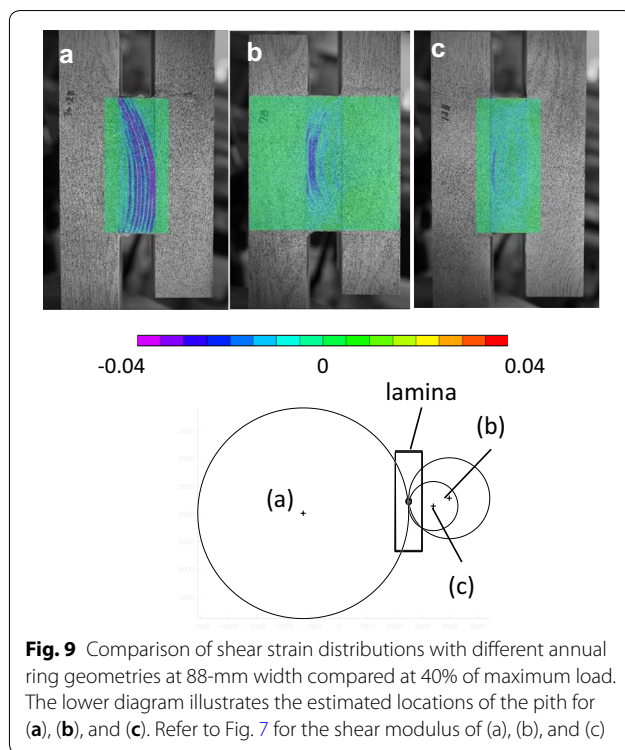 a
b
c
-0.04
0
0.04
lamina
(b)
(a)
(c)
Fig. 9 Comparison of shear strain distributions with different annual
ring geometries at 88-mm width compared at 40% of maximum load.
The lower diagram illustrates the estimated locations of the pith for
(a), (b), and (c). Refer to Fig. 7 for the shear modulus of (a), (b), and (c)